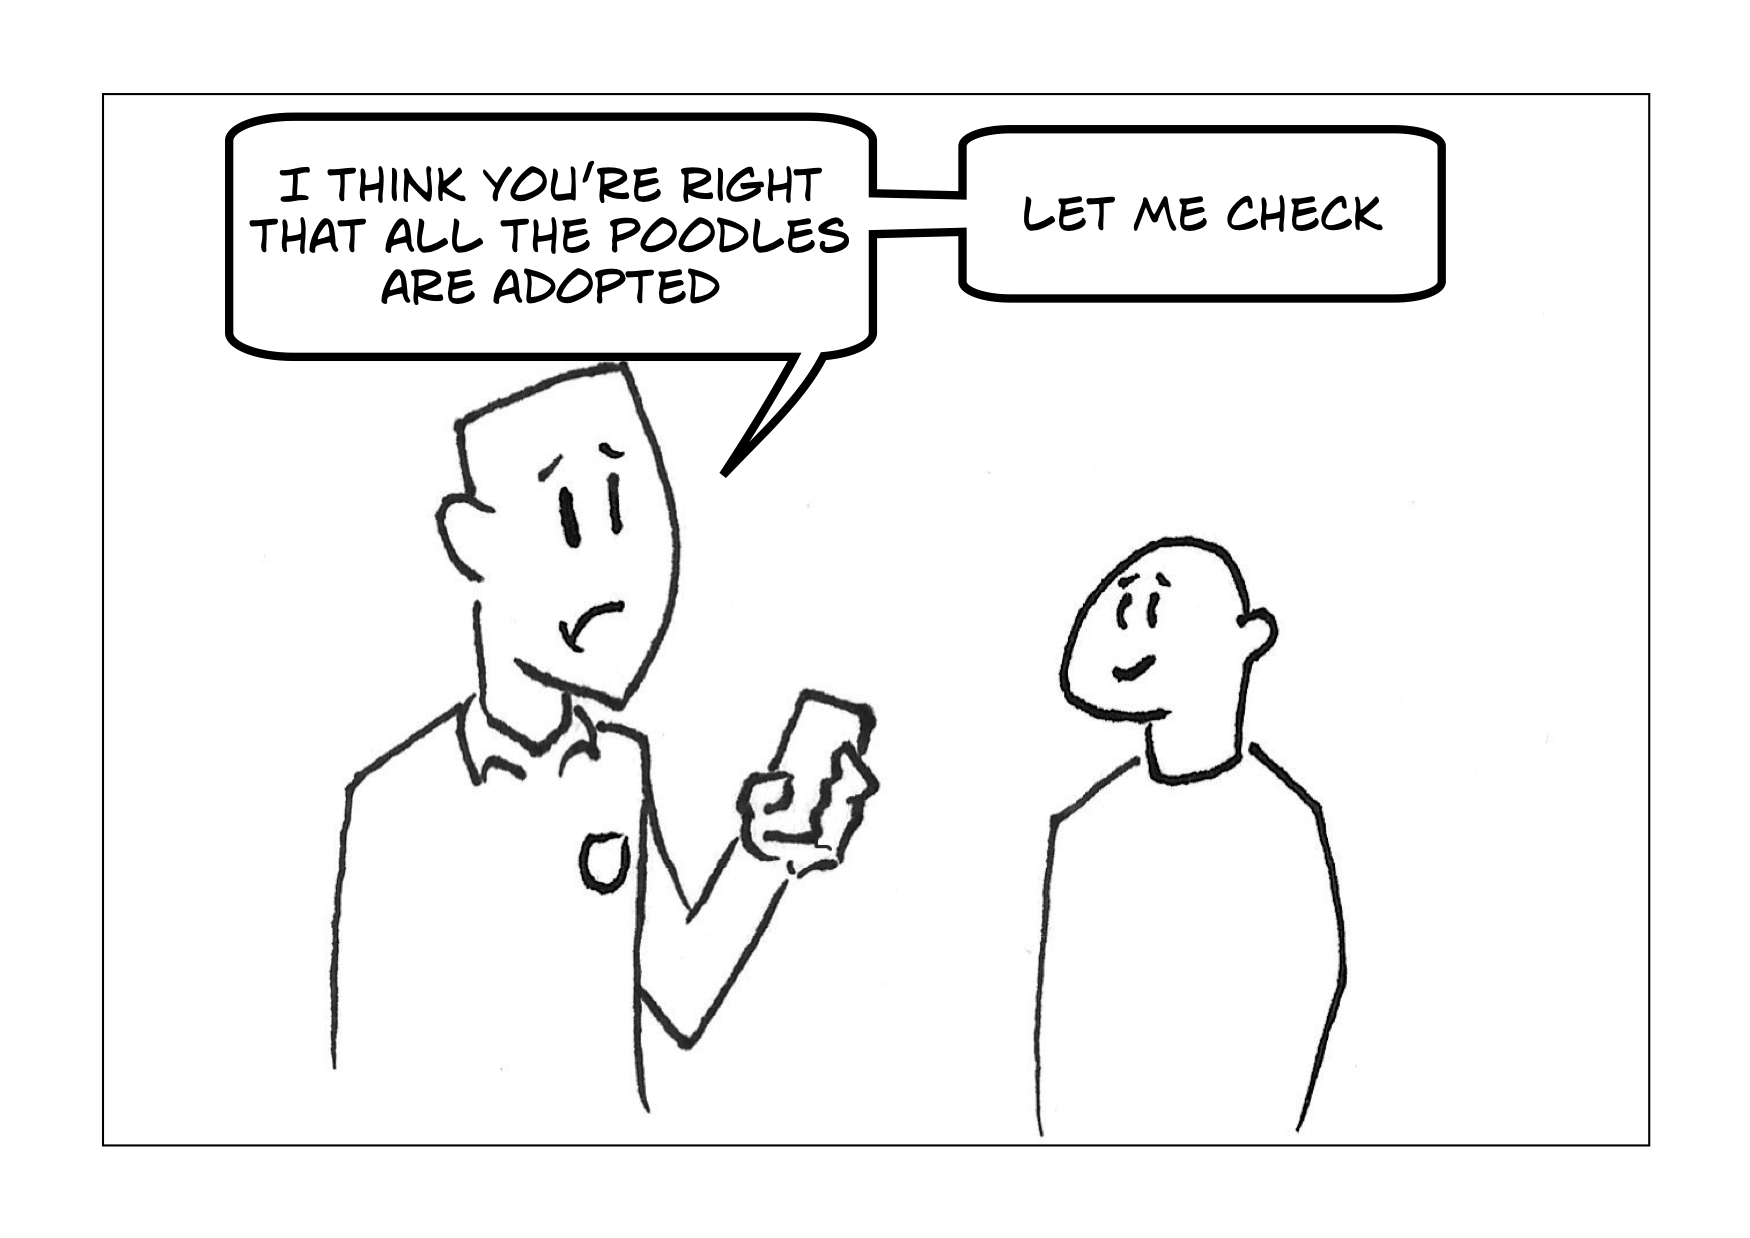 I THINK YOU'RE RIGHT
THAT ALL THE POODLES
ARE ADOPTED
LET ME CHECK